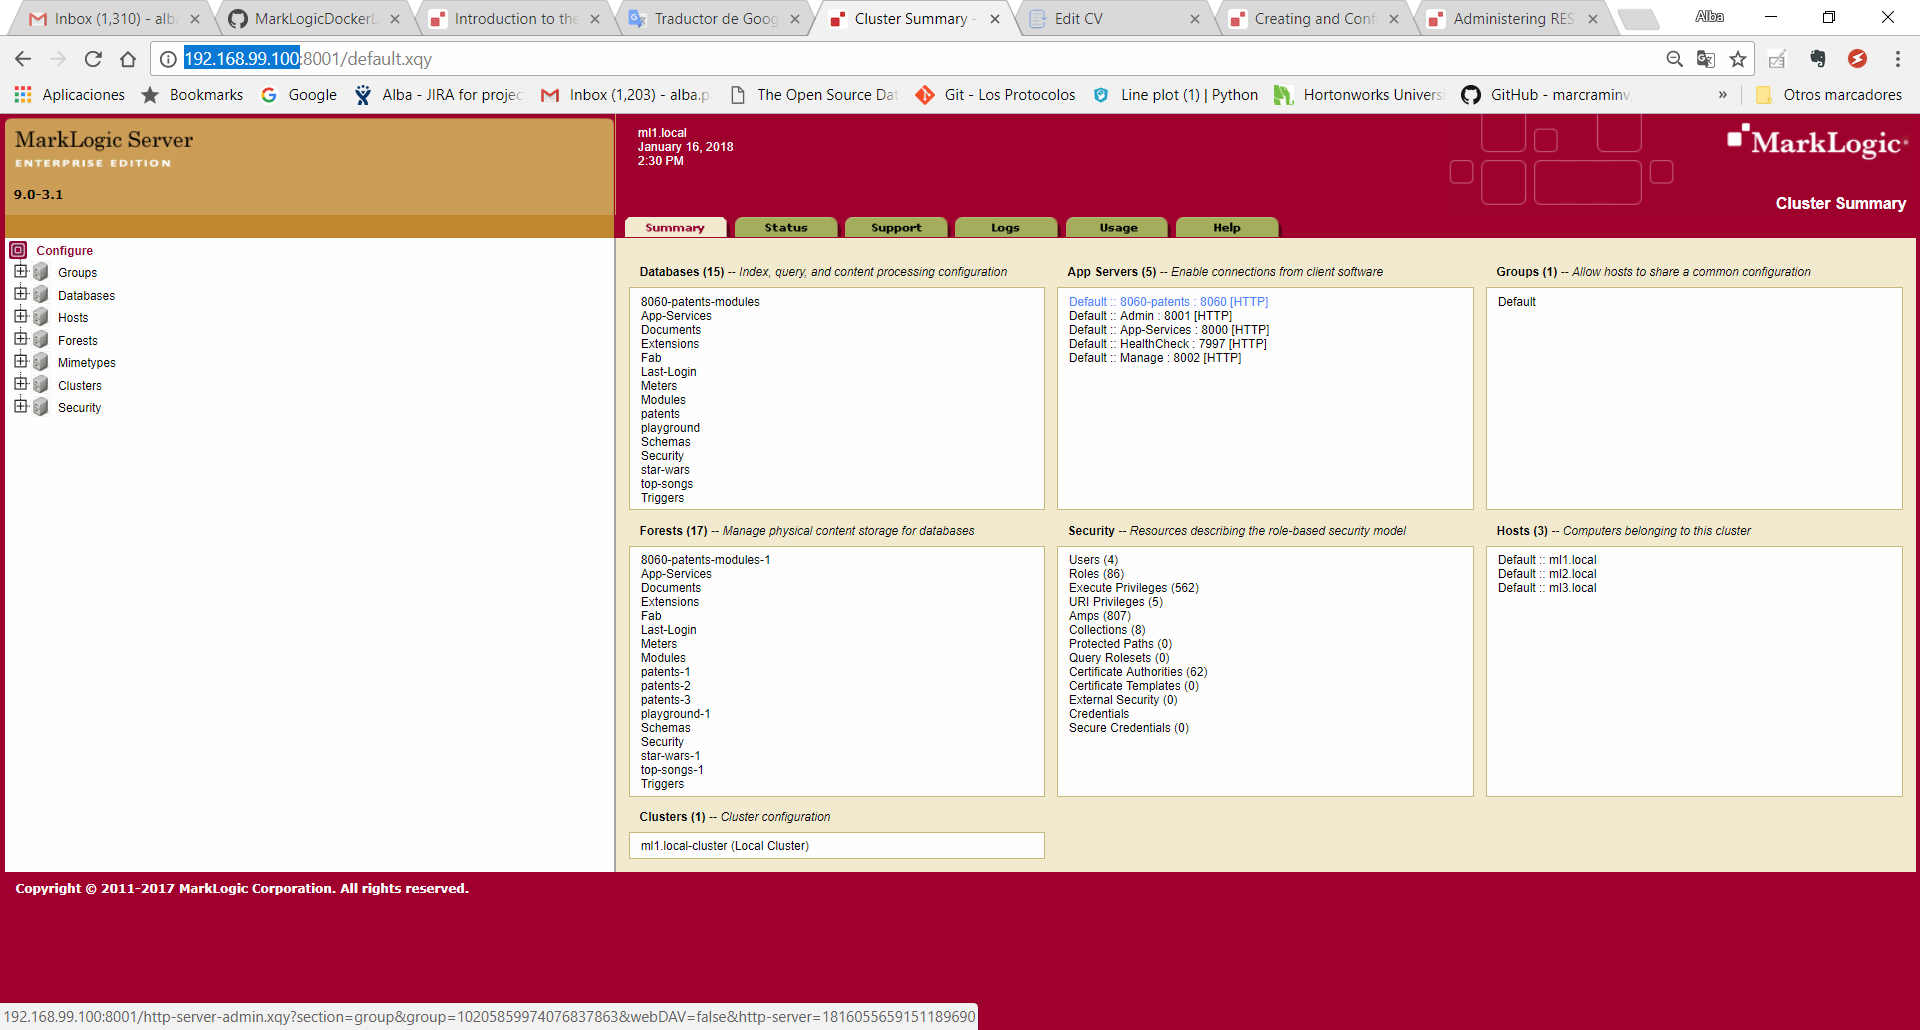 Inbox (1,310) - alba
MarkLogicDockerL
Introduction to the
Traductor de Goog
Cluster Summary -
Edit CV
Creating and Conf
Administering RES
Alba
192.168.99.100:8001/default.xqy
Aplicaciones
Bookmarks
Google
Alba - JIRA for projec
Inbox (1,203) - alba.p
The Open Source Dat
Git - Los Protocolos
Line plot (1) | Python
Hortonworks Univers
GitHub - marcraminv
»
Otros marcadores
MarkLogic Server
ENTERPRISE EDITION
9.0-3.1
ml1.local
January 16, 2018
2:30 PM
MarkLogic
Cluster Summary
Summary
Status
Support
Logs
Usage
Help
Configure
Groups
Databases
Hosts
Forests
Mimetypes
Clusters
Security
Databases (15) -- Index, query, and content processing configuration
8060-patents-modules
App-Services
Documents
Extensions
Fab
Last-Login
Meters
Modules
patents
playground
Schemas
Security
star-wars
top-songs
Triggers
App Servers (5) -- Enable connections from client software
Default :: 8060-patents : 8060 [HTTP]
Default :: Admin : 8001 [HTTP]
Default :: App-Services : 8000 [HTTP]
Default :: HealthCheck : 7997 [HTTP]
Default :: Manage : 8002 [HTTP]
Groups (1) -- Allow hosts to share a common configuration
Default
Forests (17) -- Manage physical content storage for databases
8060-patents-modules-1
App-Services
Documents
Extensions
Fab
Last-Login
Meters
Modules
patents-1
patents-2
patents-3
playground-1
Schemas
Security
star-wars-1
top-songs-1
Triggers
Security -- Resources describing the role-based security model
Users (4)
Roles (86)
Execute Privileges (562)
URI Privileges (5)
Amps (807)
Collections (8)
Protected Paths (0)
Query Rolesets (0)
Certificate Authorities (62)
Certificate Templates (0)
External Security (0)
Credentials
Secure Credentials (0)
Hosts (3) -- Computers belonging to this cluster
Default :: ml1.local
Default :: ml2.local
Default :: ml3.local
Clusters (1) -- Cluster configuration
ml1.local-cluster (Local Cluster)
Copyright © 2011-2017 MarkLogic Corporation. All rights reserved.
192.168.99.100:8001/http-server-admin.xqy?section=group&group=10205859974076837863&webDAV=false&http-server=1816055659151189690